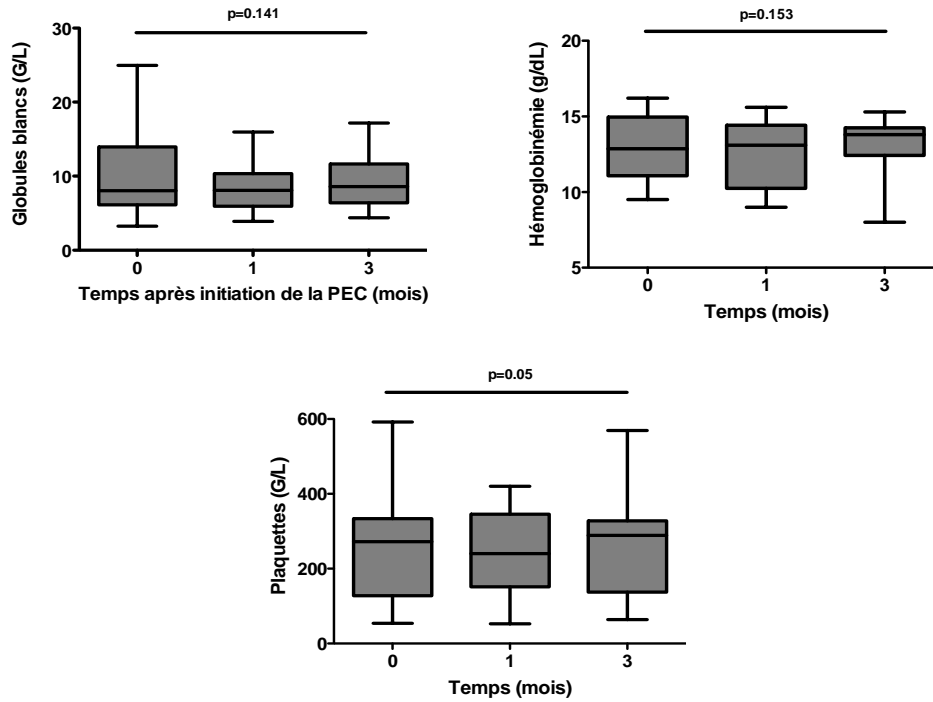 p=0.141
Globules blancs (G/L)
30
20
10
0
0 1 3
Temps après initiation de la PEC (mois)
p=0.153
Hémoglobinémie (g/dL)
20
15
10
5
0 1 3
Temps (mois)
p=0.05
Plaquettes (G/L)
600
400
200
0
0 1 3
Temps (mois)